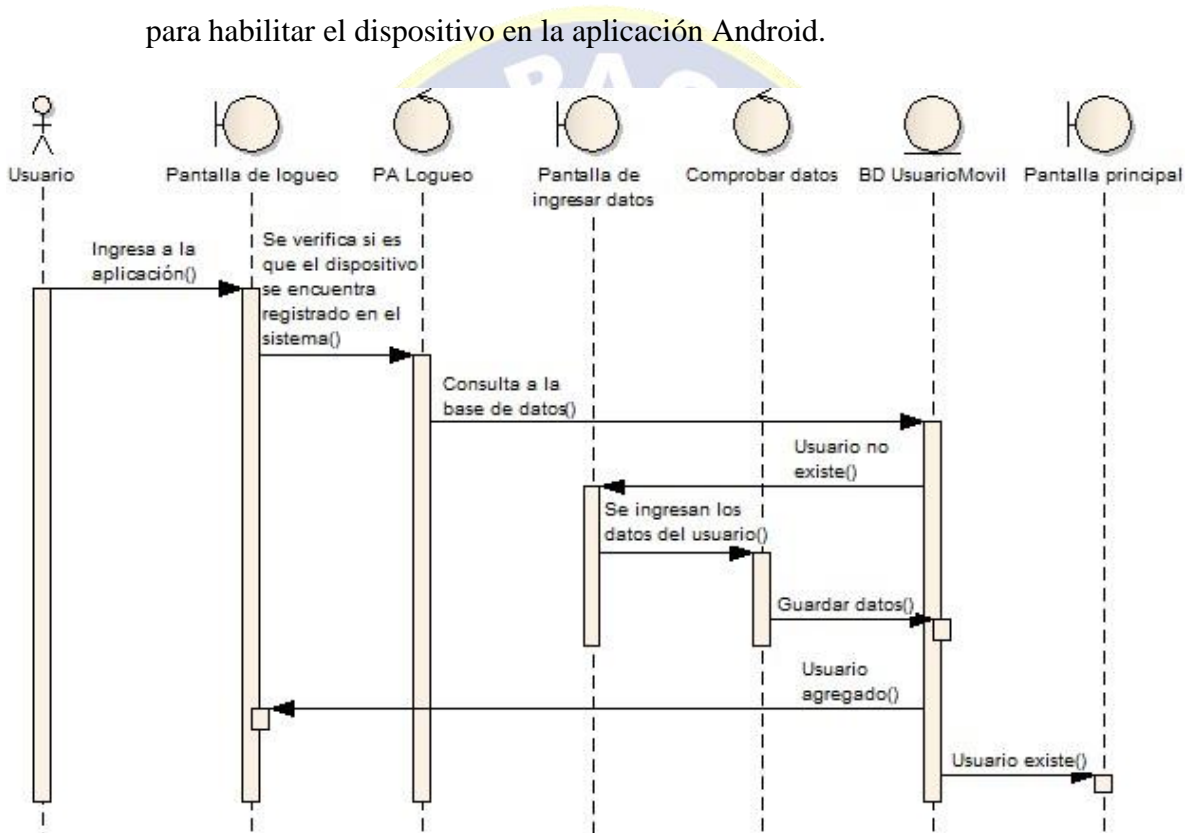 para habilitar el dispositivo en la aplicación Android.
PAO
Usuario
Pantalla de logueo
PA Logueo
Pantalla de
ingresar datos
Comprobar datos
BD UsuarioMovil
Pantalla principal
Ingresa a la
aplicación()
Se verifica si es
que el dispositivo
se encuentra
registrado en el
sistema()
Consulta a la
base de datos()
Usuario no
existe()
Se ingresan los
datos del usuario()
Guardar datos()
Usuario
agregado()
Usuario existe()